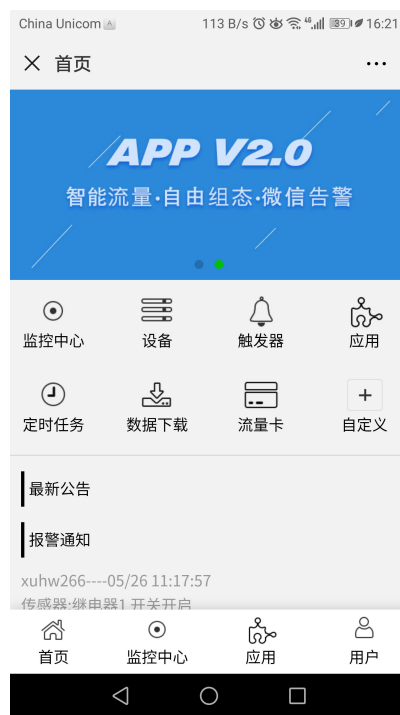 China Unicom 113 B/s 46 89 16:21
首页
APP V2.0
智能流量·自由组态·微信告警
监控中心 设备 触发器 应用
定时任务 数据下载 流量卡 自定义
最新公告
报警通知
xuhw266----05/26 11:17:57
传感器:继电器1 开关开启
首页 监控中心 应用 用户